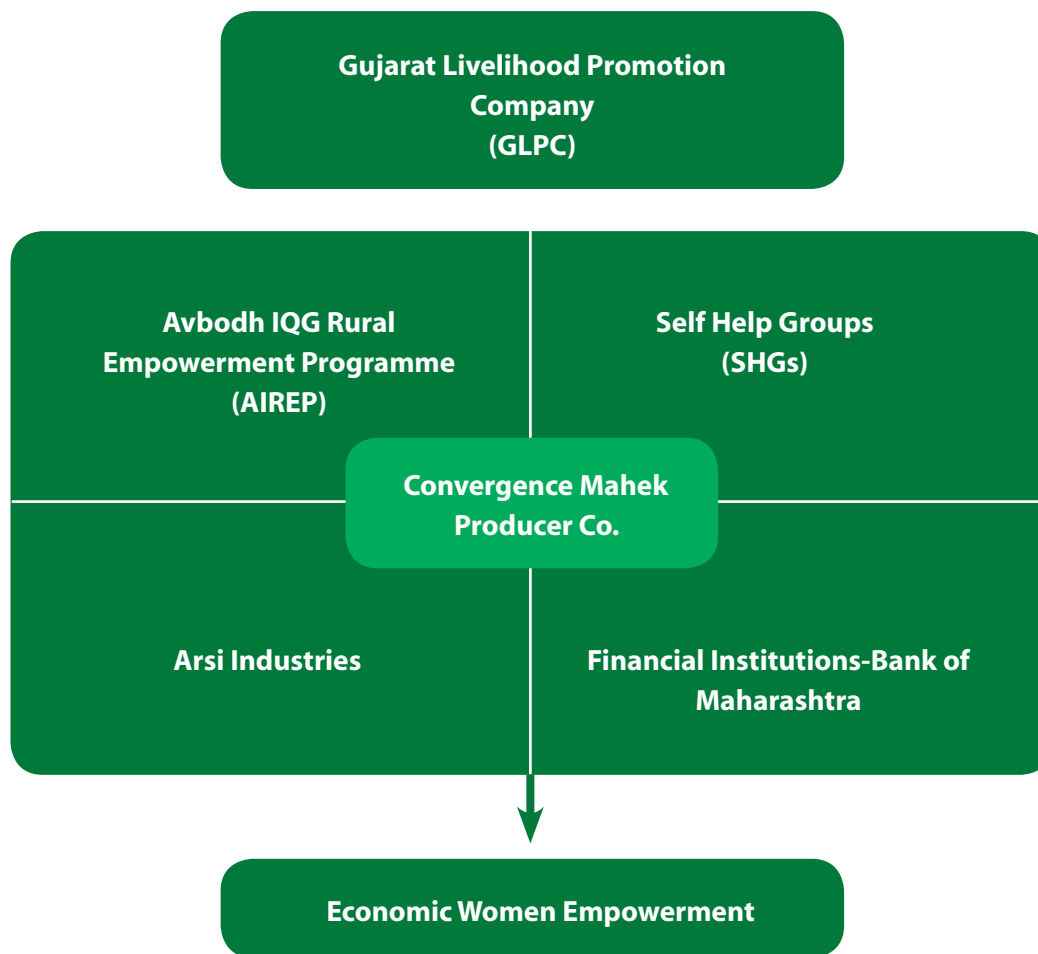 Gujarat Livelihood Promotion
Company
(GLPC)
Avbodh IQG Rural
Empowerment Programme
(AIREP)
Self Help Groups
(SHGs)
Convergence Mahek
Producer Co.
Arsi Industries
Financial Institutions-Bank of
Maharashtra
Economic Women Empowerment